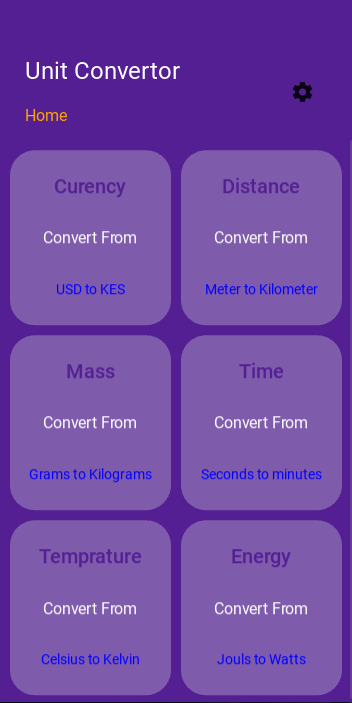 Unit Convertor
Home
Curency
Distance
Convert From
Convert From
USD to KES
Meter to Kilometer
Mass
Time
Convert From
Convert From
Grams to Kilograms
Seconds to minutes
Temprature
Energy
Convert From
Convert From
Celsius to Kelvin
Jouls to Watts